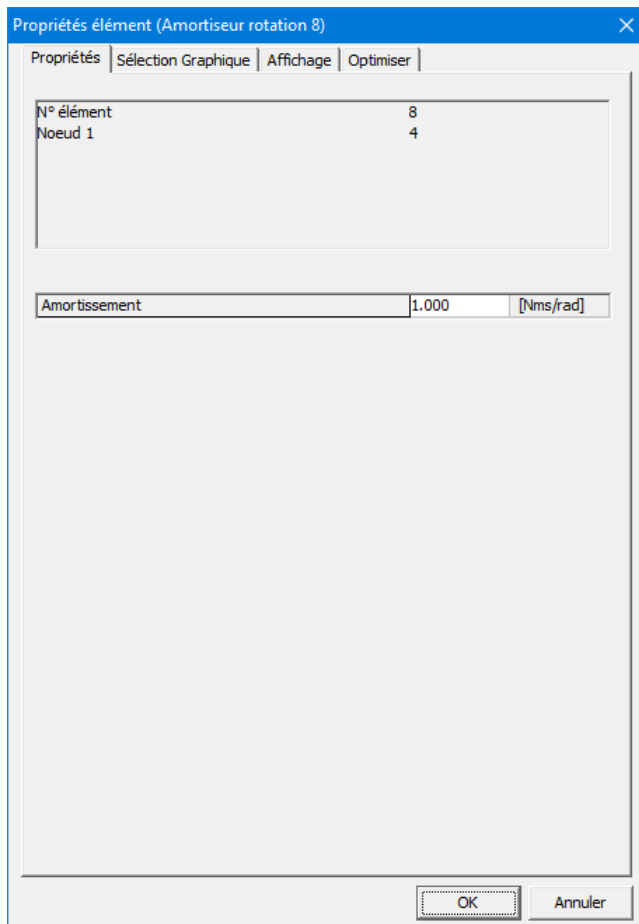 Propriétés élément (Amortiseur rotation 8)
Propriétés Sélection Graphique Affichage Optimiser
N° élément 8
Noeud 1 4
Amortissement 1.000 [Nms/rad]
OK Annuler